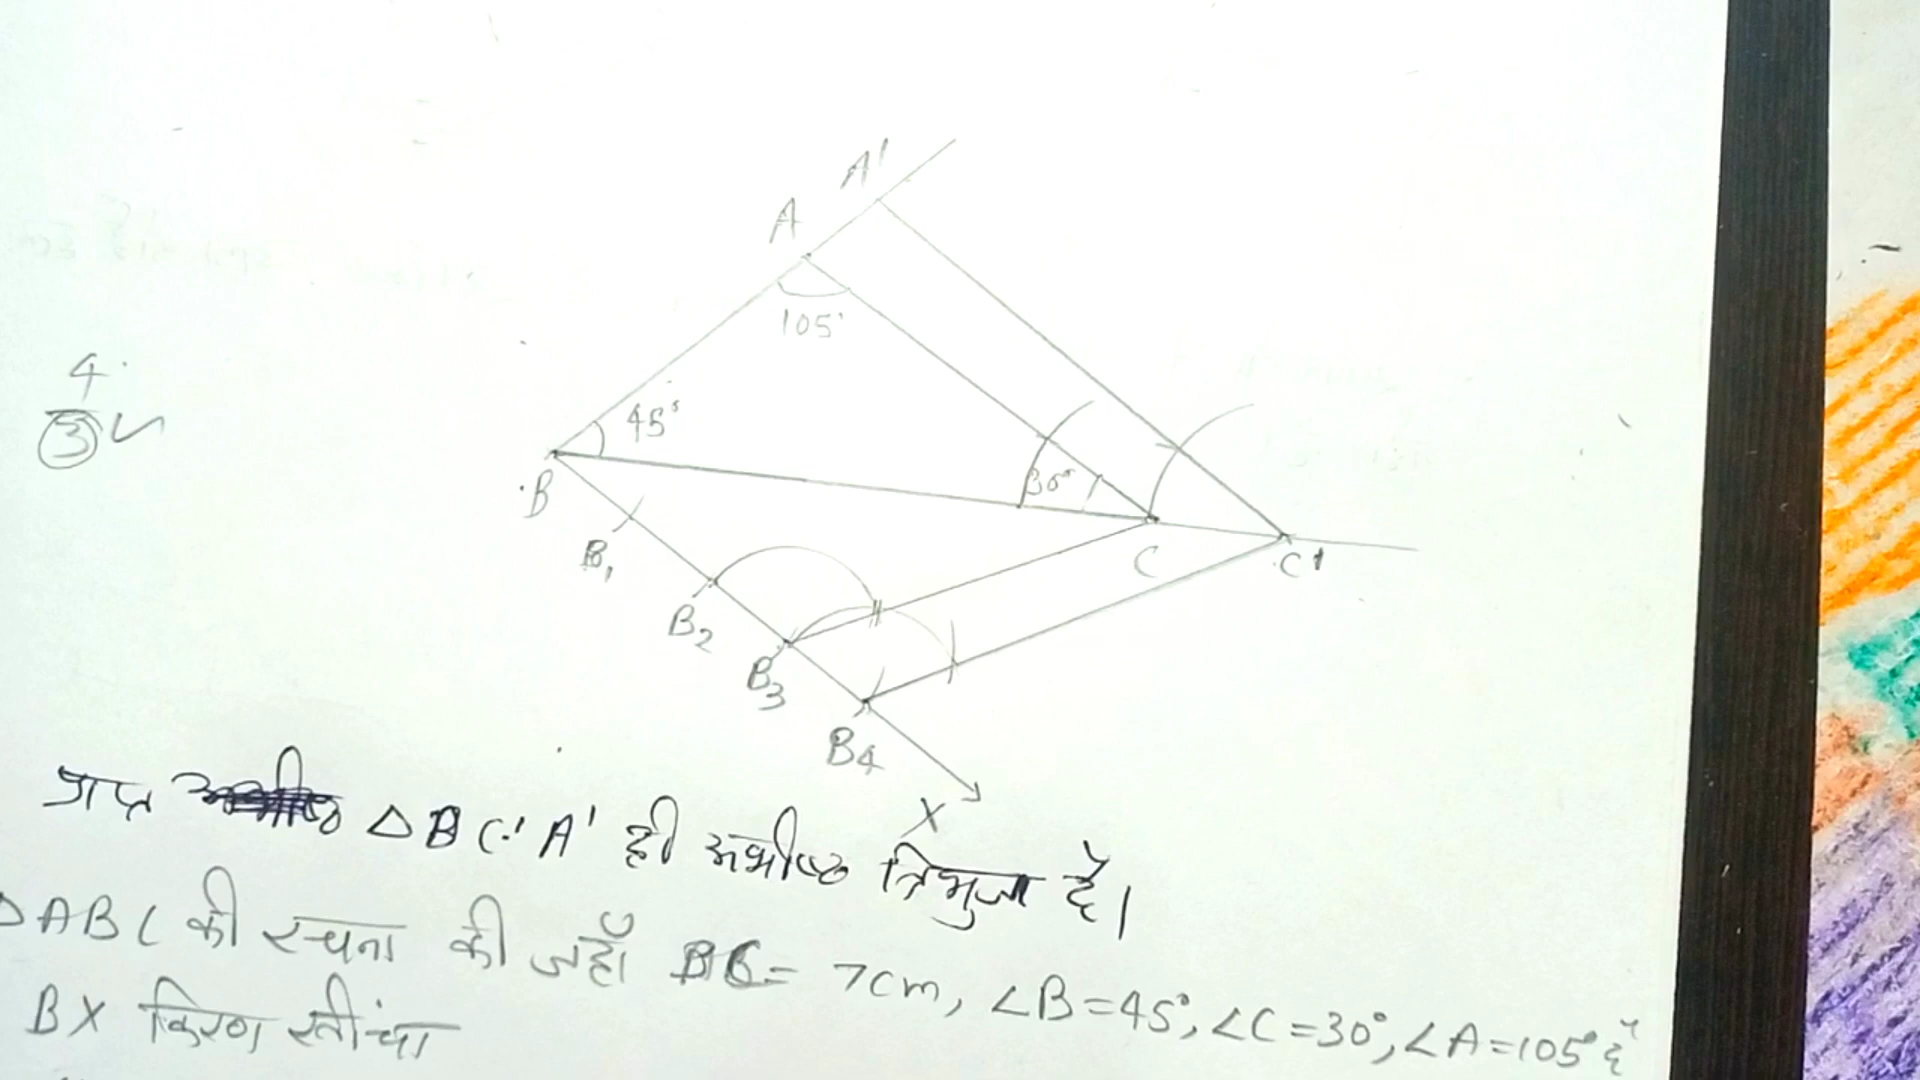 A'
A
105°
4
3
45°
30°
B
C
C'
B1
B2
B3
B4
X
प्राप्त △BC'A' ही अभीष्ठ त्रिभुज है।
△ABC की रचना की जहाँ BC = 7cm, ∠B=45°, ∠C=30°, ∠A=105° है
BX किरण खींचा